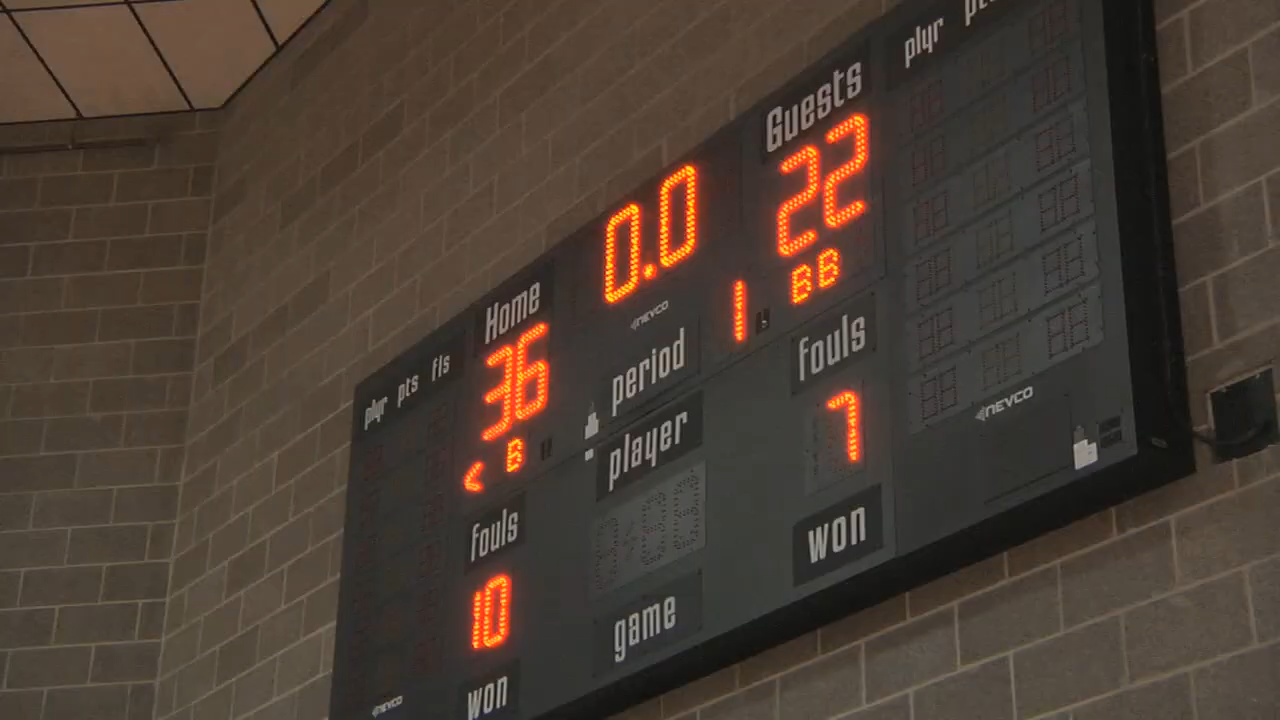 plyr pts fls
Home
36
< B
fouls
10
won
NEVCO
0.0
NEVCO
period
1
player
game
Guests
22
BB
fouls
7
won
plyr
NEVCO